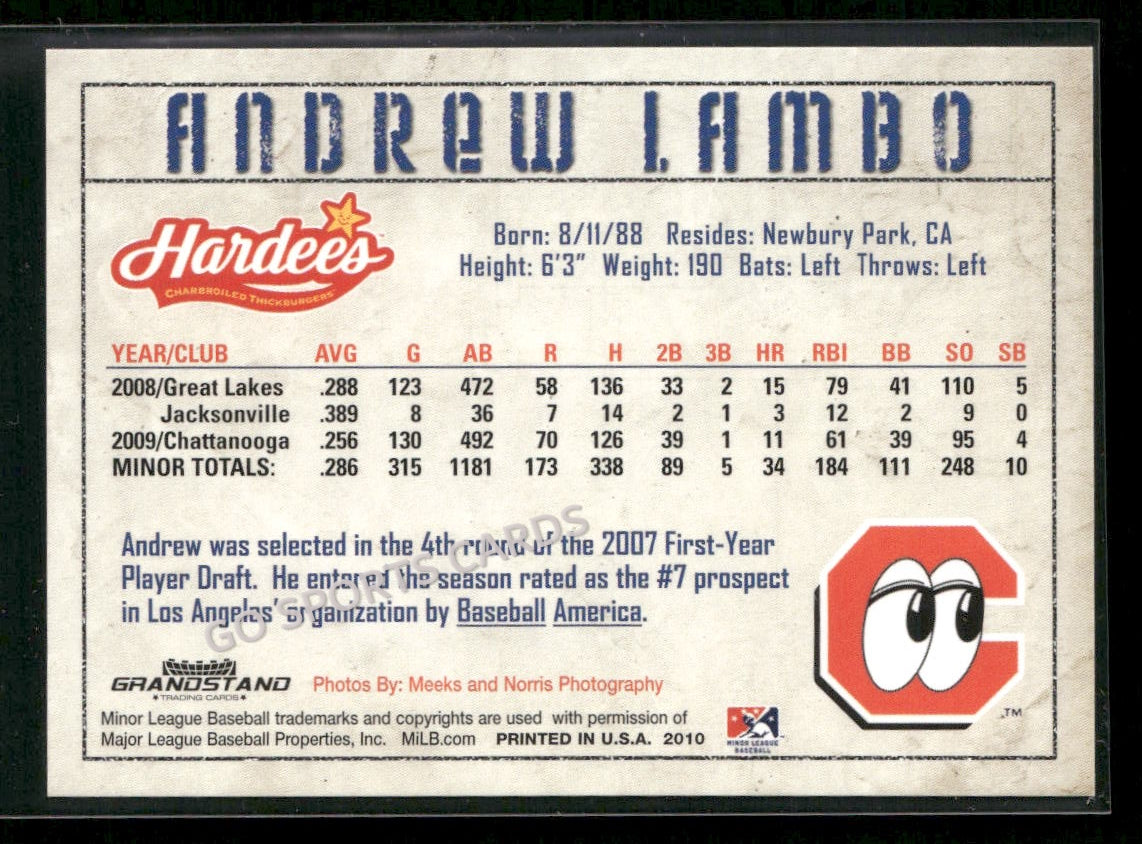 ANDREW LAMBO
Hardee's
CHARBROILED THICKBURGERS
Born: 8/11/88 Resides: Newbury Park, CA
Height: 6'3" Weight: 190 Bats: Left Throws: Left
YEAR/CLUB AVG G AB R H 2B 3B HR RBI BB SO SB
2008/Great Lakes .288 123 472 58 136 33 2 15 79 41 110 5
Jacksonville .389 8 36 7 14 2 1 3 12 2 9 0
2009/Chattanooga .256 130 492 70 126 39 1 11 61 39 95 4
MINOR TOTALS: .286 315 1181 173 338 89 5 34 184 111 248 10
Andrew was selected in the 4th round of the 2007 First-Year
Player Draft. He entered the season rated as the #7 prospect
in Los Angeles' organization by Baseball America.
GO SPORTS CARDS
C
TM
GRANDSTAND
★TRADING CARDS★
Photos By: Meeks and Norris Photography
Minor League Baseball trademarks and copyrights are used with permission of
Major League Baseball Properties, Inc. MiLB.com PRINTED IN U.S.A. 2010
MINOR LEAGUE
BASEBALL